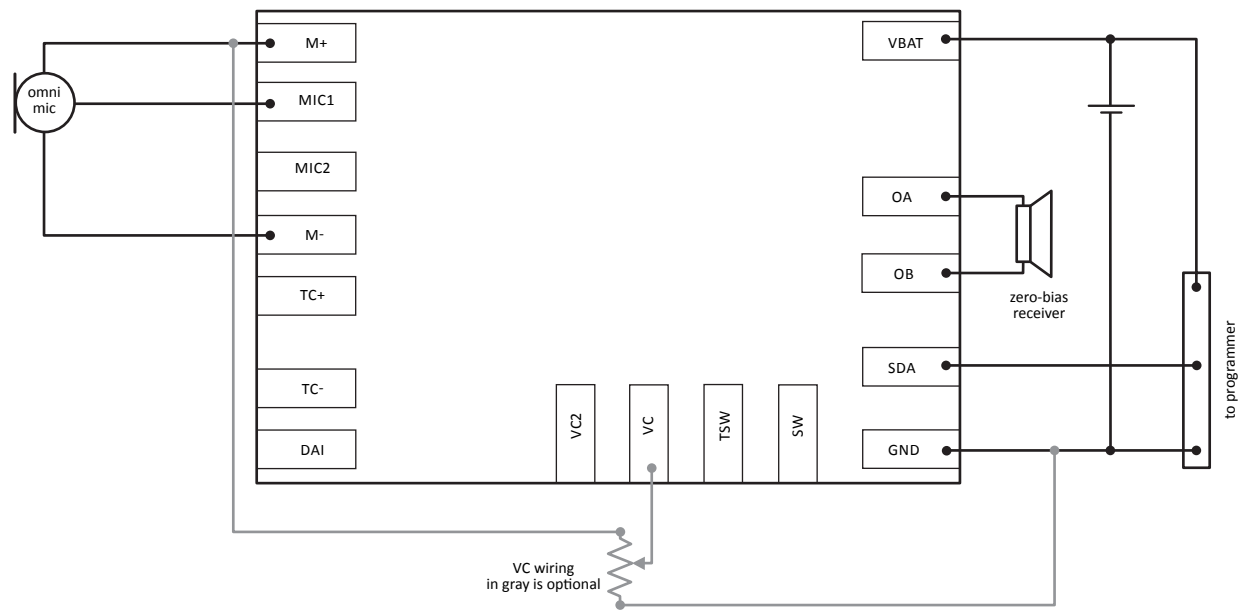 M+
VBAT
omni
mic
MIC1
MIC2
OA
M-
OB
TC+
zero-bias
receiver
to programmer
SDA
TC-
VC2
VC
TSW
SW
DAI
GND
VC wiring
in gray is optional